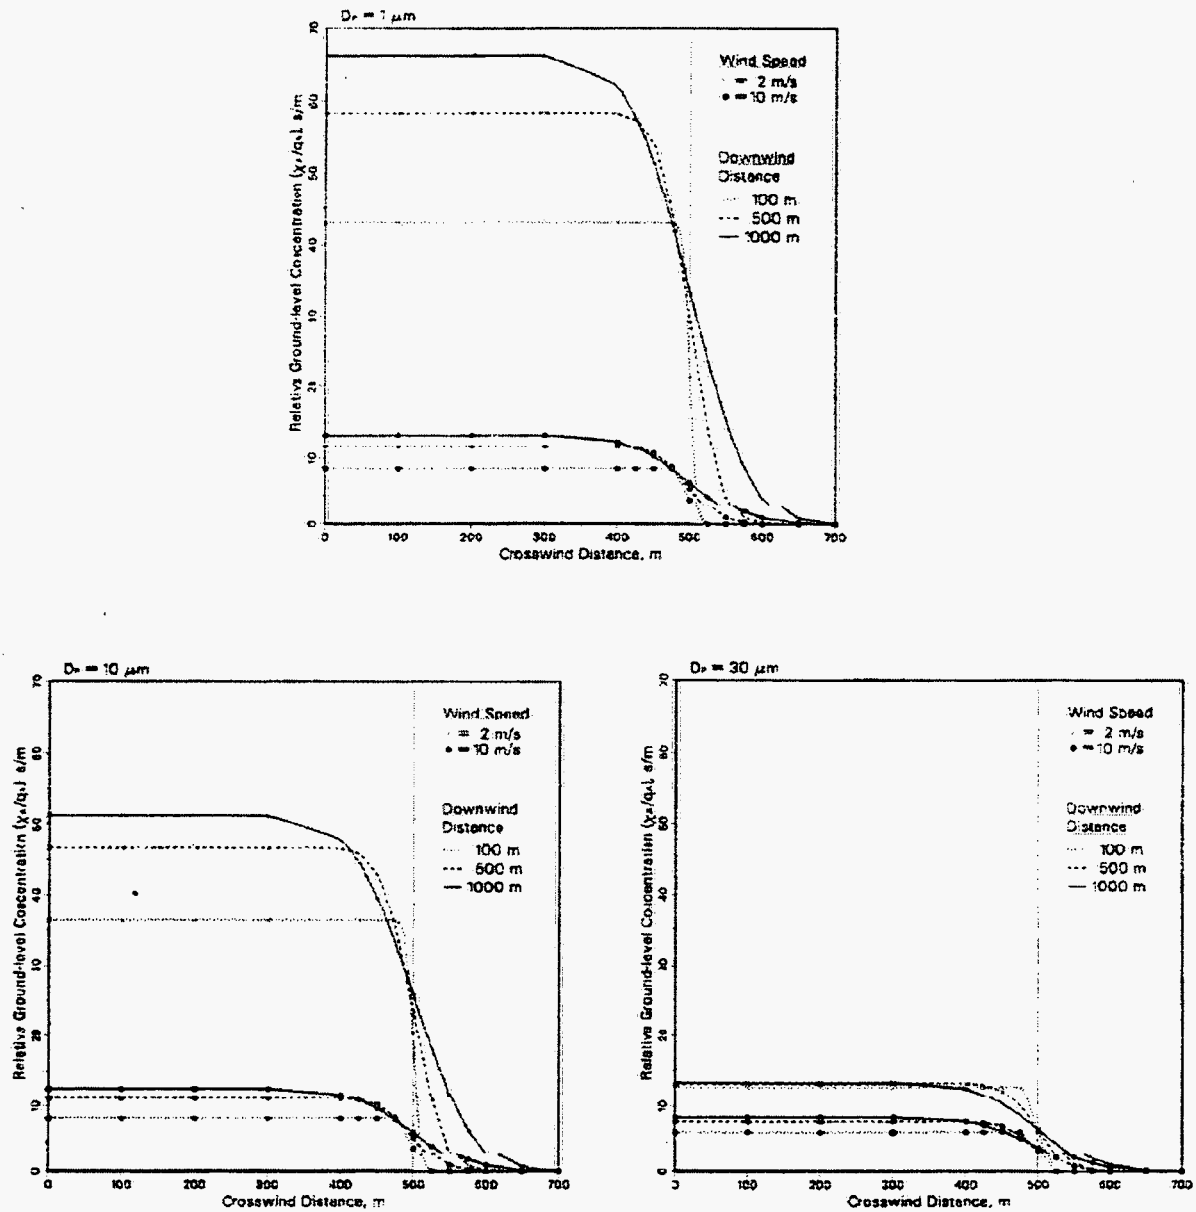 Dₚ = 1 μm
Relative Ground-level Concentration (χₐ/qₐ), s/m
70
60
50
40
20
10
0
Wind Speed
= 2 m/s
● = 10 m/s
Downwind
Distance
100 m
500 m
1000 m
0 100 200 300 400 500 600 700
Crosswind Distance, m
Dₚ = 10 μm
Relative Ground-level Concentration (χₐ/qₐ) s/m
70
60
50
40
30
20
10
0
Wind Speed
= 2 m/s
● = 10 m/s
Downwind
Distance
100 m
500 m
1000 m
0 100 200 300 400 500 600 700
Crosswind Distance, m
Dₚ = 30 μm
Relative Ground-level Concentration (χₐ/qₐ), s/m
70
60
50
40
30
20
10
0
Wind Speed
= 2 m/s
● = 10 m/s
Downwind
Distance
100 m
500 m
1000 m
0 100 200 300 400 500 600 700
Crosswind Distance, m